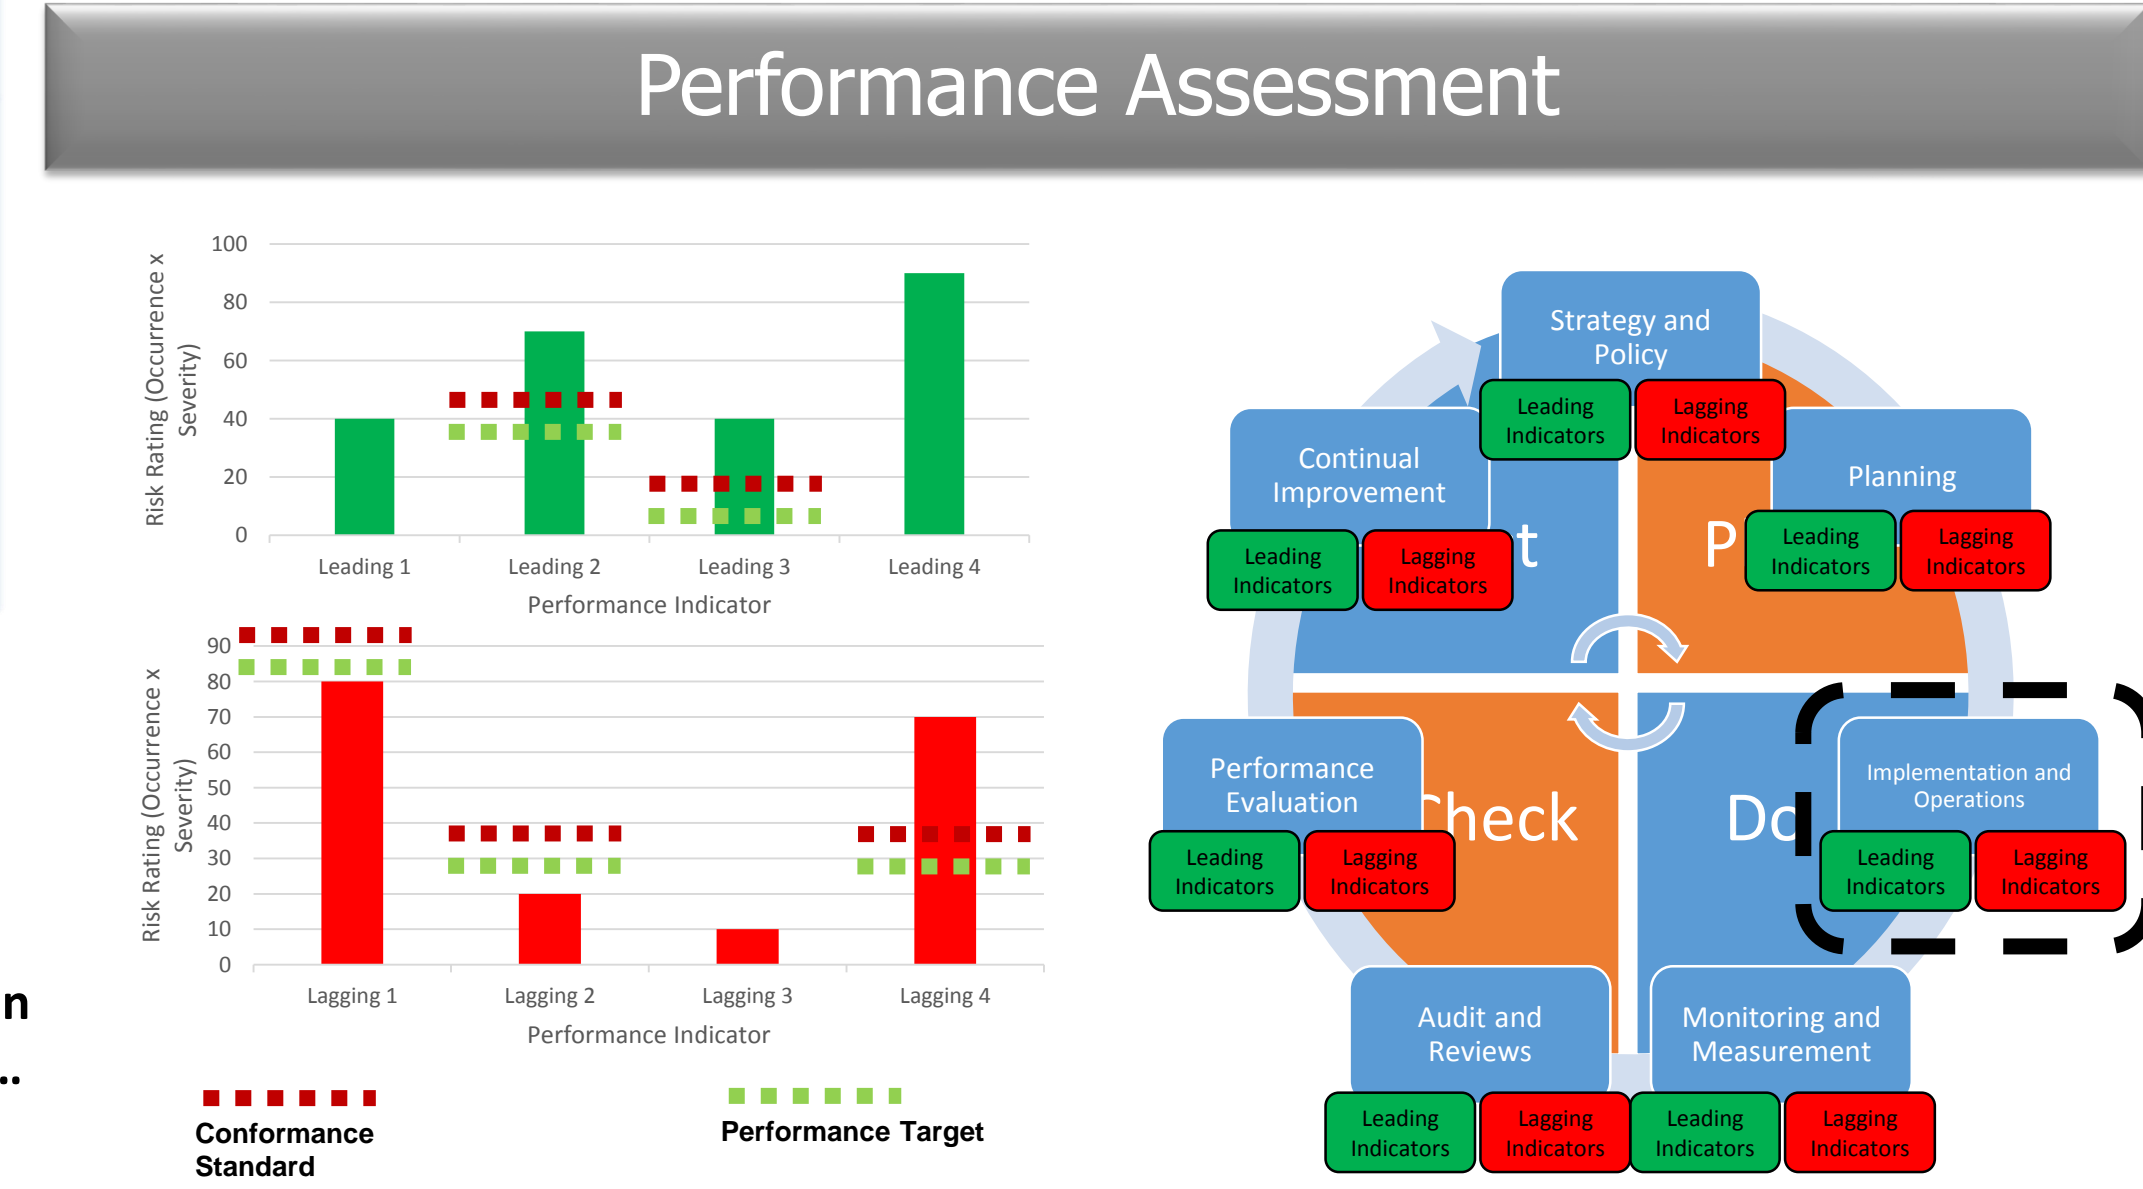 Performance Assessment
Risk Rating (Occurrence x
Severity)
100
80
60
40
20
0
Leading 1
Leading 2
Leading 3
Leading 4
Performance Indicator
Risk Rating (Occurrence x
Severity)
90
80
70
60
50
40
30
20
10
0
Lagging 1
Lagging 2
Lagging 3
Lagging 4
Performance Indicator
n
..
Conformance
Standard
Performance Target
Strategy and
Policy
Leading
Indicators
Lagging
Indicators
Continual
Improvement
Leading
Indicators
Lagging
Indicators
t
P
Planning
Leading
Indicators
Lagging
Indicators
Performance
Evaluation
Leading
Indicators
Lagging
Indicators
Check
Do
Implementation and
Operations
Leading
Indicators
Lagging
Indicators
Audit and
Reviews
Leading
Indicators
Lagging
Indicators
Monitoring and
Measurement
Leading
Indicators
Lagging
Indicators